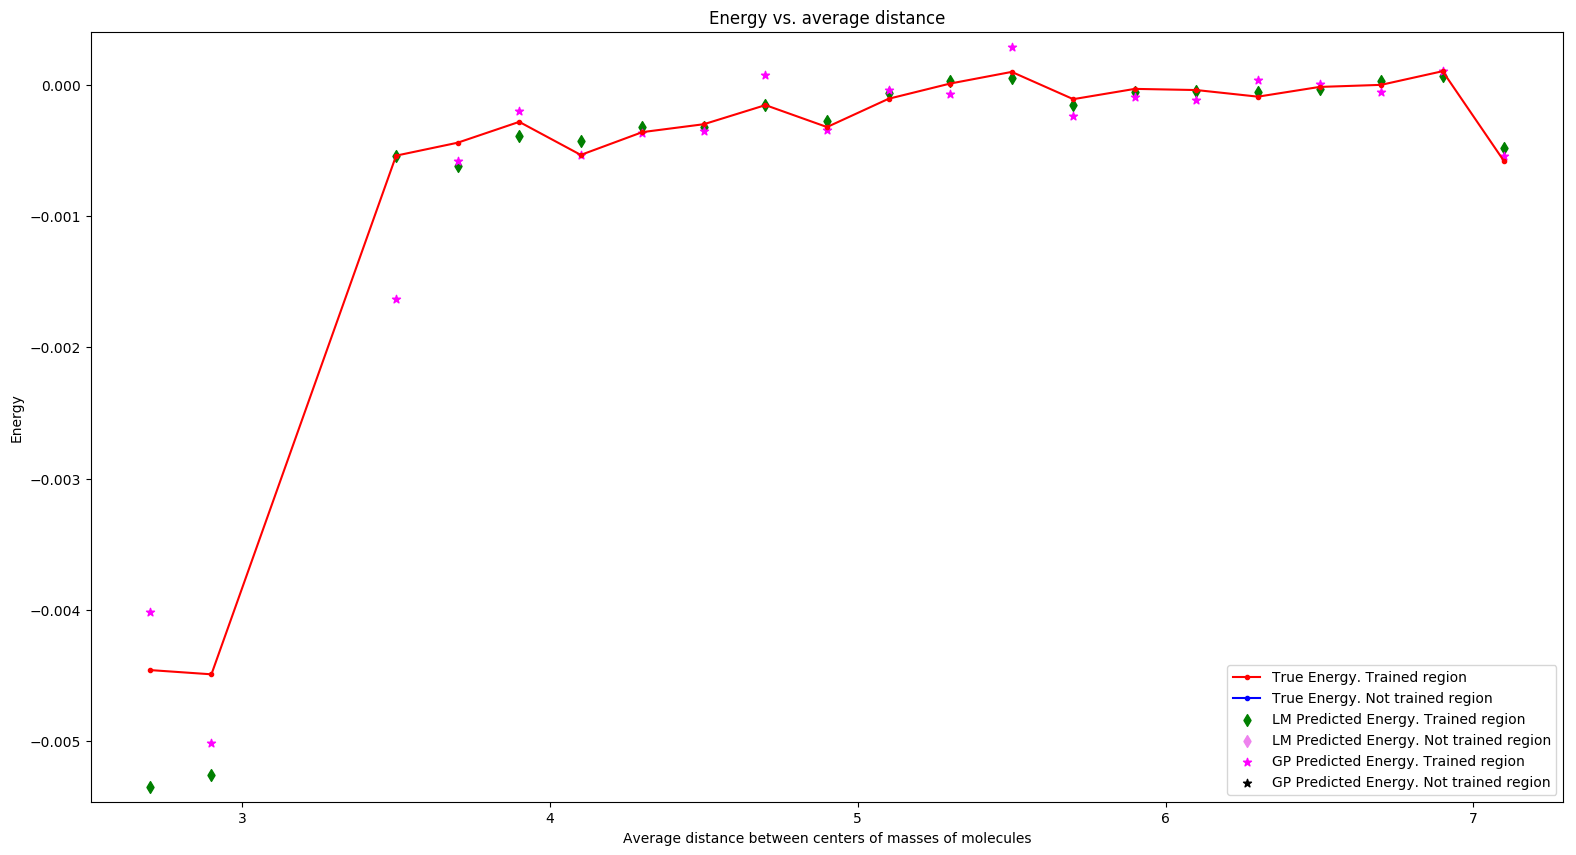 Energy vs. average distance
0.000
−0.001
−0.002
−0.003
−0.004
−0.005
Energy
3 4 5 6 7
Average distance between centers of masses of molecules
True Energy. Trained region
True Energy. Not trained region
LM Predicted Energy. Trained region
LM Predicted Energy. Not trained region
GP Predicted Energy. Trained region
GP Predicted Energy. Not trained region